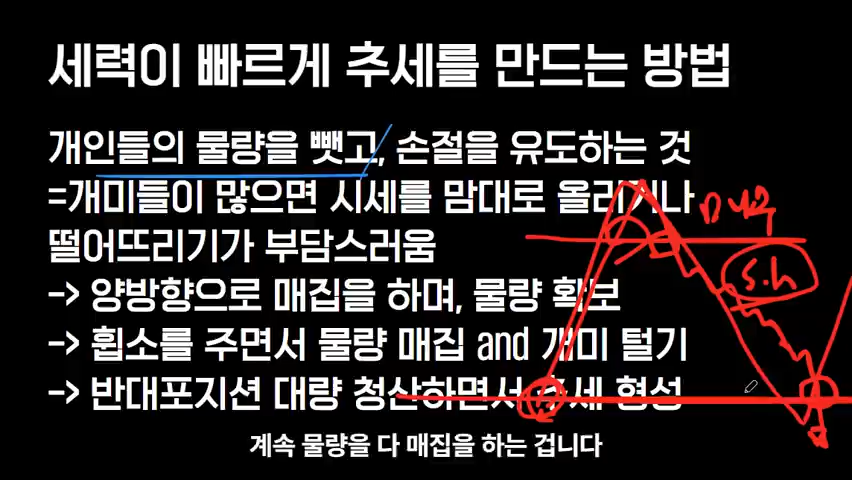 세력이 빠르게 추세를 만드는 방법
개인들의 물량을 뺏고, 손절을 유도하는 것
=개미들이 많으면 시세를 맘대로 올리거나
떨어뜨리기가 부담스러움
-> 양방향으로 매집을 하며, 물량 확보
-> 휩소를 주면서 물량 매집 and 개미 털기
-> 반대포지션 대량 청산하면서 추세 형성
S.h
계속 물량을 다 매집을 하는 겁니다